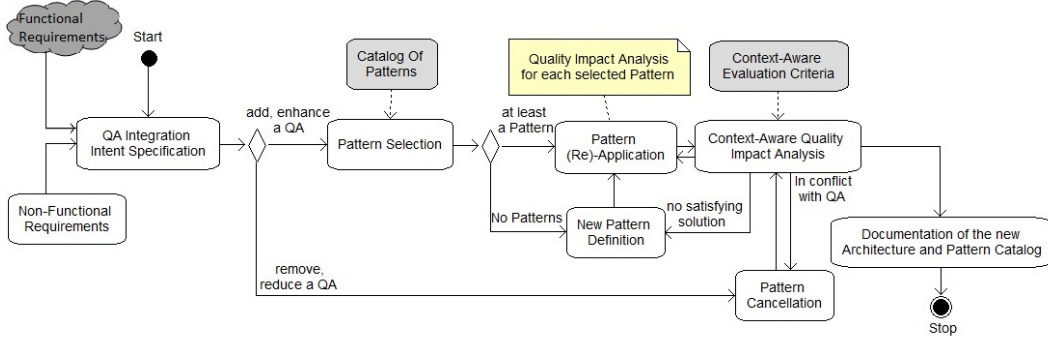 Functional
Requirements
Start
Catalog Of
Patterns
Quality Impact Analysis
for each selected Pattern
Context-Aware
Evaluation Criteria
add, enhance
a QA
at least
a Pattern
QA Integration
Intent Specification
Pattern Selection
Pattern
(Re)-Application
Context-Aware Quality
Impact Analysis
In conflict
with QA
Non-Functional
Requirements
No Patterns
New Pattern
Definition
no satisfying
solution
Documentation of the new
Architecture and Pattern Catalog
remove,
reduce a QA
Pattern
Cancellation
Stop